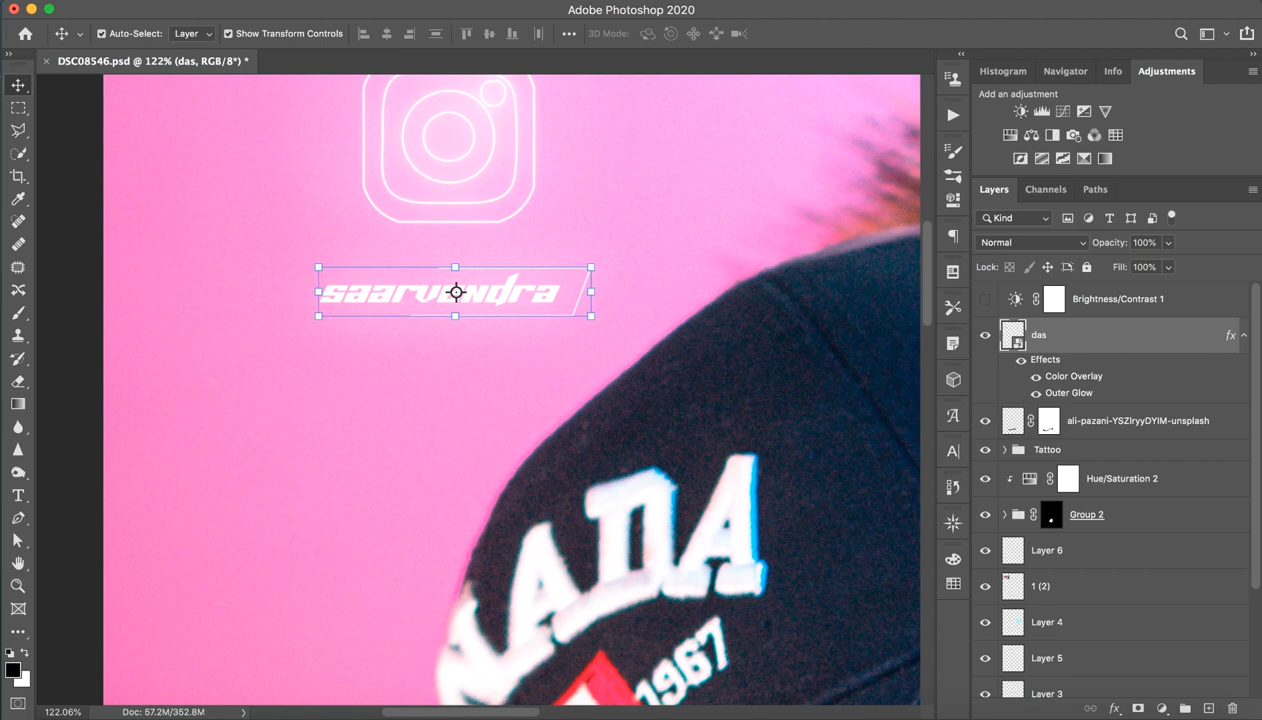 Adobe Photoshop 2020
Auto-Select: Layer Show Transform Controls 3D Mode:
DSC08546.psd @ 122% (das, RGB/8*) *
Histogram Navigator Info Adjustments
Add an adjustment
Layers Channels Paths
Kind
Normal Opacity: 100%
Lock: Fill: 100%
Brightness/Contrast 1
das fx
Effects
Color Overlay
Outer Glow
ali-pazani-YSZIryyDYIM-unsplash
Tattoo
Hue/Saturation 2
Group 2
Layer 6
1 (2)
Layer 4
Layer 5
Layer 3
saarvendra
ADA
1967
122.06% Doc: 57.2M/352.8M